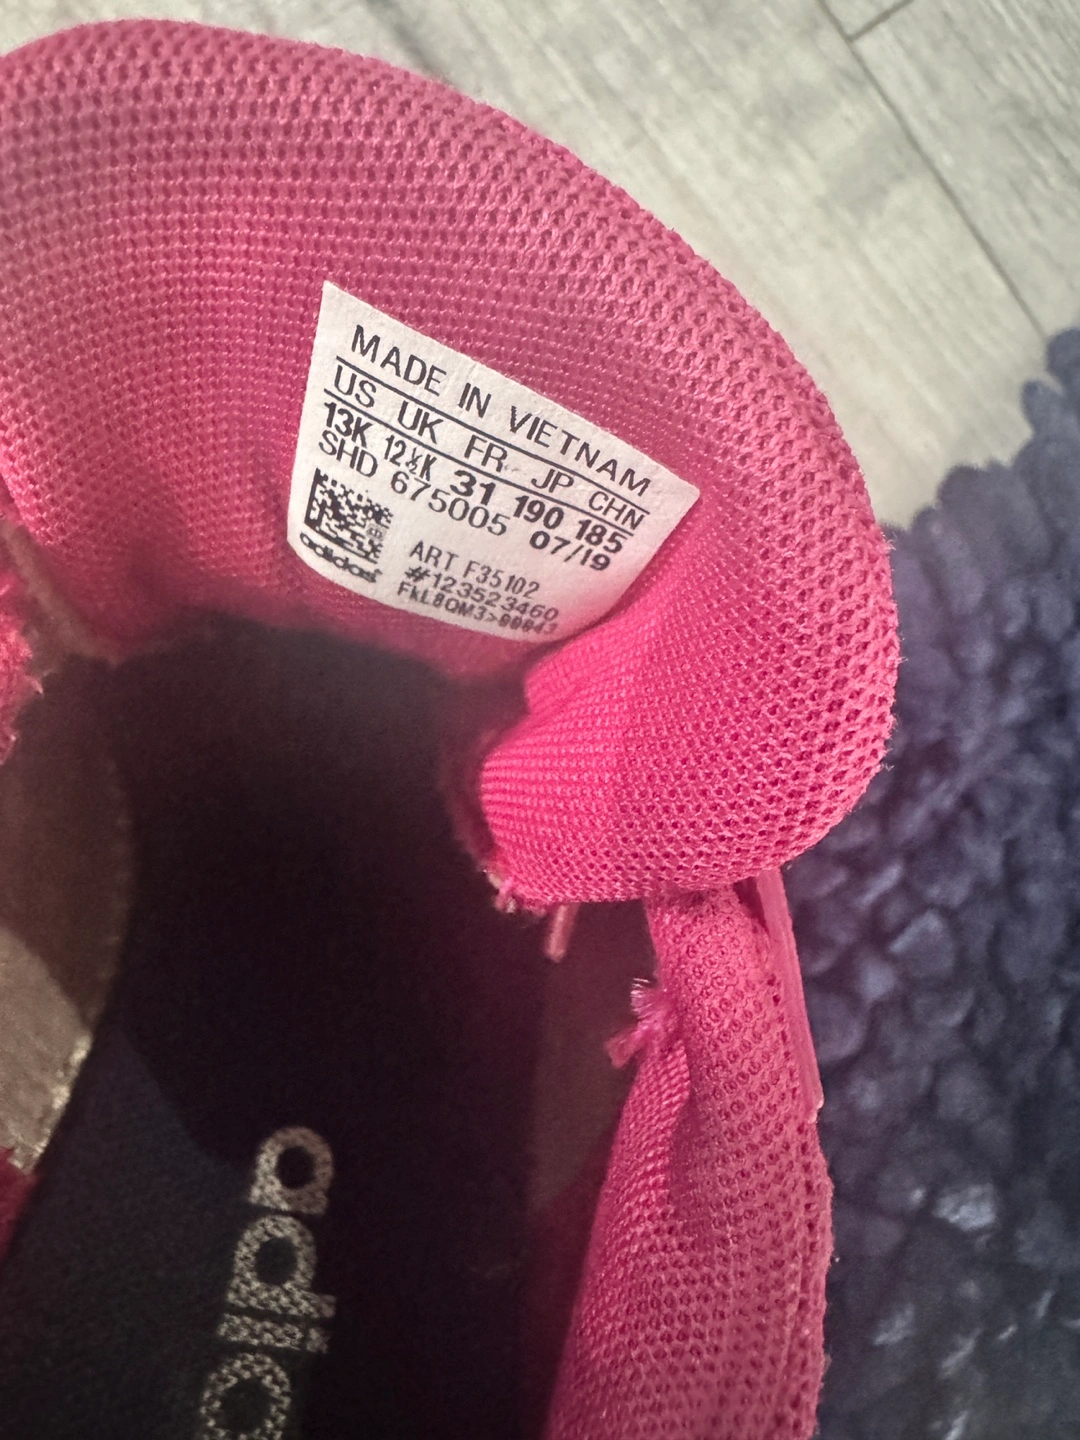 MADE IN VIETNAM
US UK FR JP CHN
13K 12½K 31 190 185
SHD 675005 07/19
ART F35102
#123523460
adidas
adida